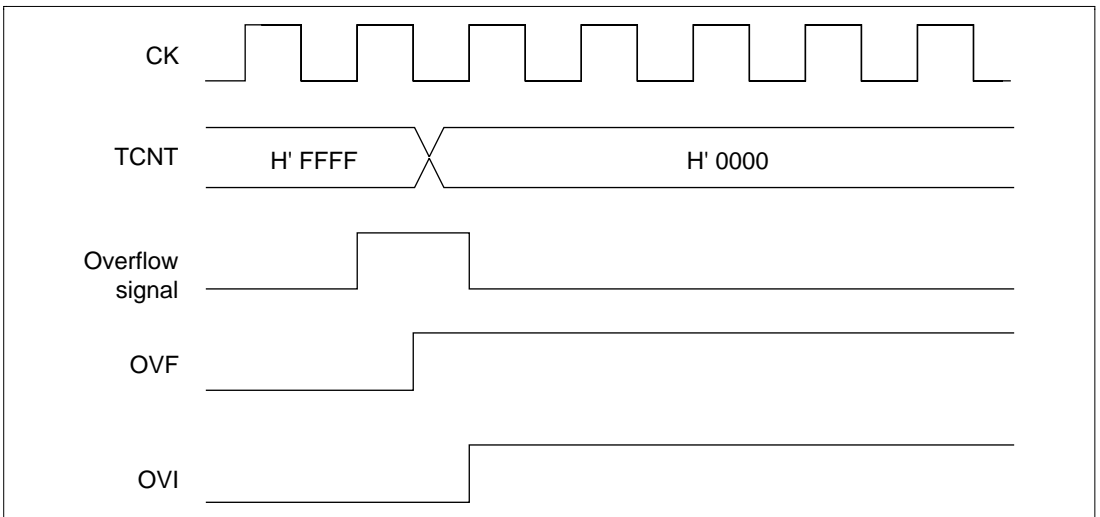 CK
TCNT
H' FFFF
H' 0000
Overflow
signal
OVF
OVI